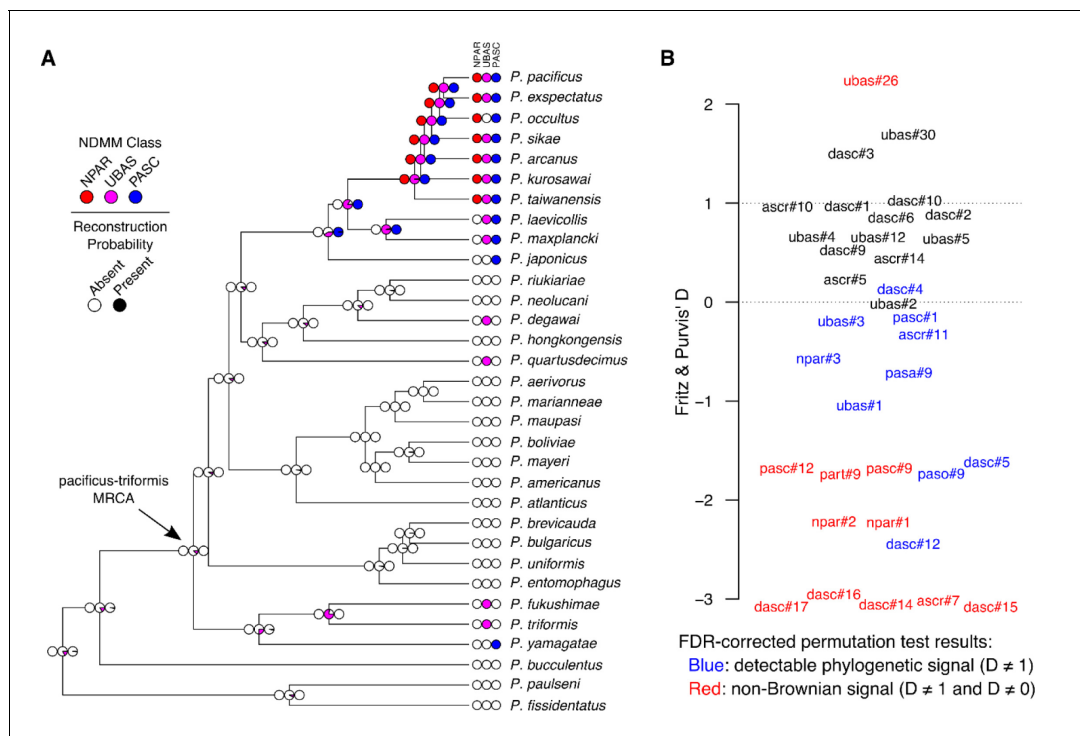 A
NPAR UBAS PASC
NDMM Class
NPAR UBAS PASC
Reconstruction
Probability
Absent Present
pacificus-triformis
MRCA
P. pacificus
P. exspectatus
P. occultus
P. sikae
P. arcanus
P. kurosawai
P. taiwanensis
P. laevicollis
P. maxplancki
P. japonicus
P. riukiariae
P. neolucani
P. degawai
P. hongkongensis
P. quartusdecimus
P. aerivorus
P. marianneae
P. maupasi
P. boliviae
P. mayeri
P. americanus
P. atlanticus
P. brevicauda
P. bulgaricus
P. uniformis
P. entomophagus
P. fukushimae
P. triformis
P. yamagatae
P. bucculentus
P. paulseni
P. fissidentatus
B
Fritz & Purvis' D
2
1
0
−1
−2
−3
ubas#26
ubas#30
dasc#3
ascr#10 dasc#1 dasc#10
dasc#6 dasc#2
ubas#4 ubas#12 ubas#5
dasc#9 ascr#14
ascr#5 dasc#4
ubas#2
ubas#3 pasc#1
ascr#11
npar#3 pasa#9
ubas#1
pasc#12 part#9 pasc#9 paso#9 dasc#5
npar#2 npar#1
dasc#12
dasc#17 dasc#16 dasc#14 ascr#7 dasc#15
FDR-corrected permutation test results:
Blue: detectable phylogenetic signal (D ≠ 1)
Red: non-Brownian signal (D ≠ 1 and D ≠ 0)